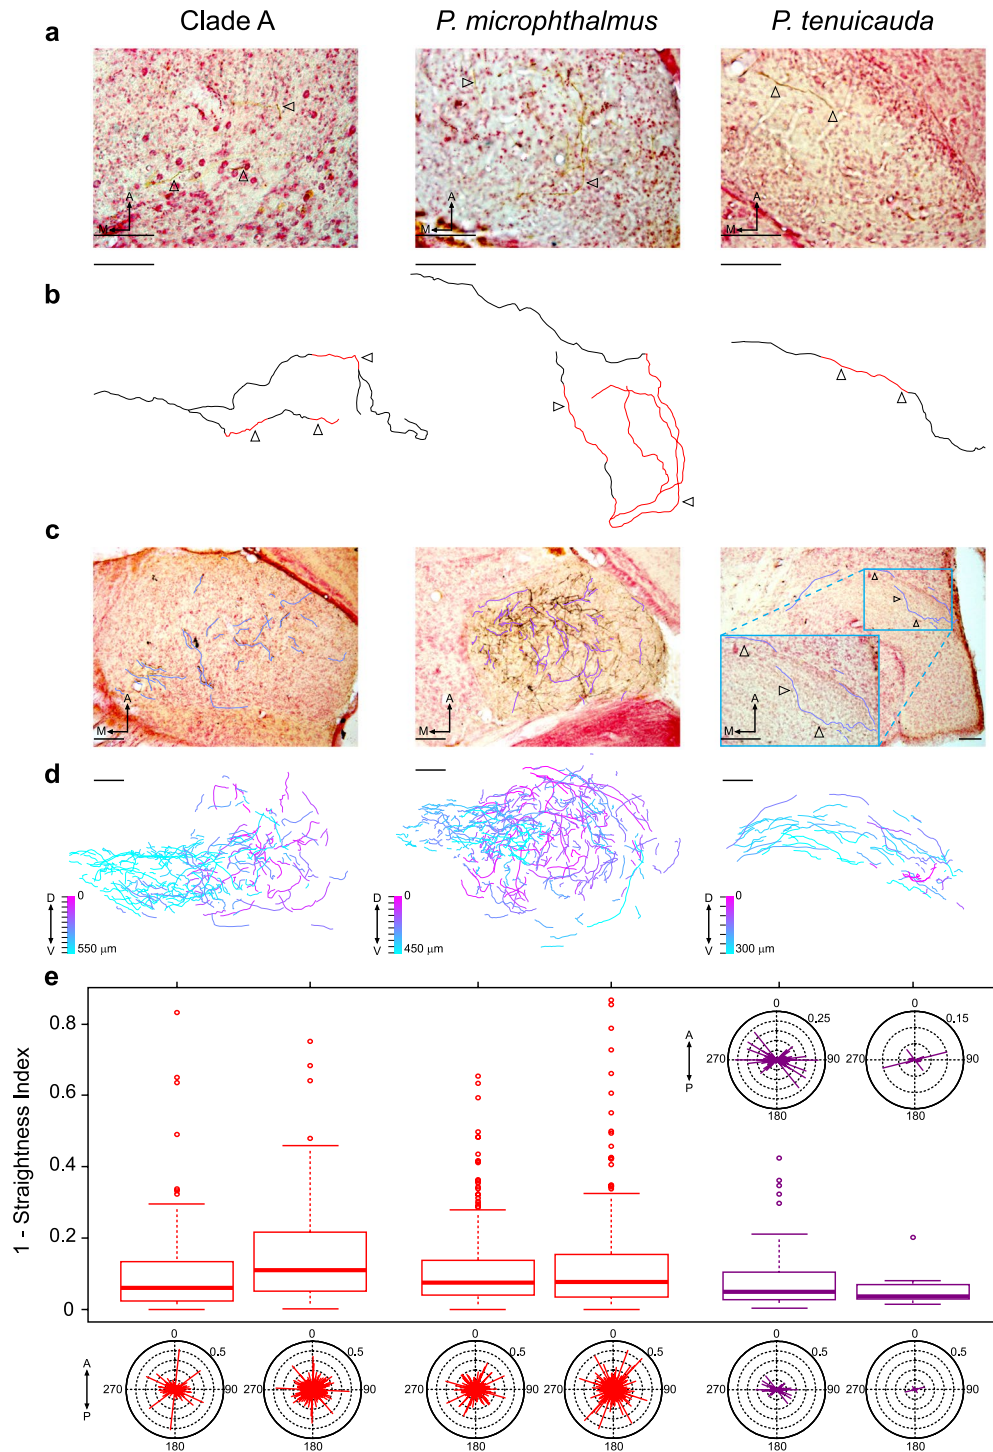 Clade A
P. microphthalmus
P. tenuicauda
a
A
M
A
M
A
M
b
c
A
M
A
M
A
M
d
D
V
0
550 µm
D
V
0
450 µm
D
V
0
300 µm
e
1 - Straightness Index
0.8
0.6
0.4
0.2
0
A
P
0
0.25
270
90
180
0
0.15
270
90
180
A
P
0
0.5
270
90
180
0
0.5
270
90
180
0
0.5
270
90
180
0
0.5
270
90
180
0
0.5
270
90
180
0
0.5
270
90
180